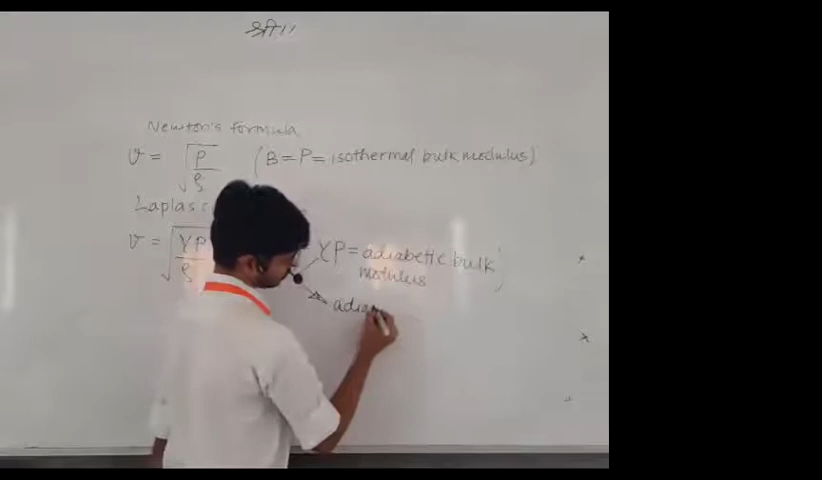 श्री॥
Newton's formula
v = √P/ρ (B = P = isothermal bulk modulus)
Laplas
v = √γP/ρ
γP = adiabetic bulk modulus)
adia